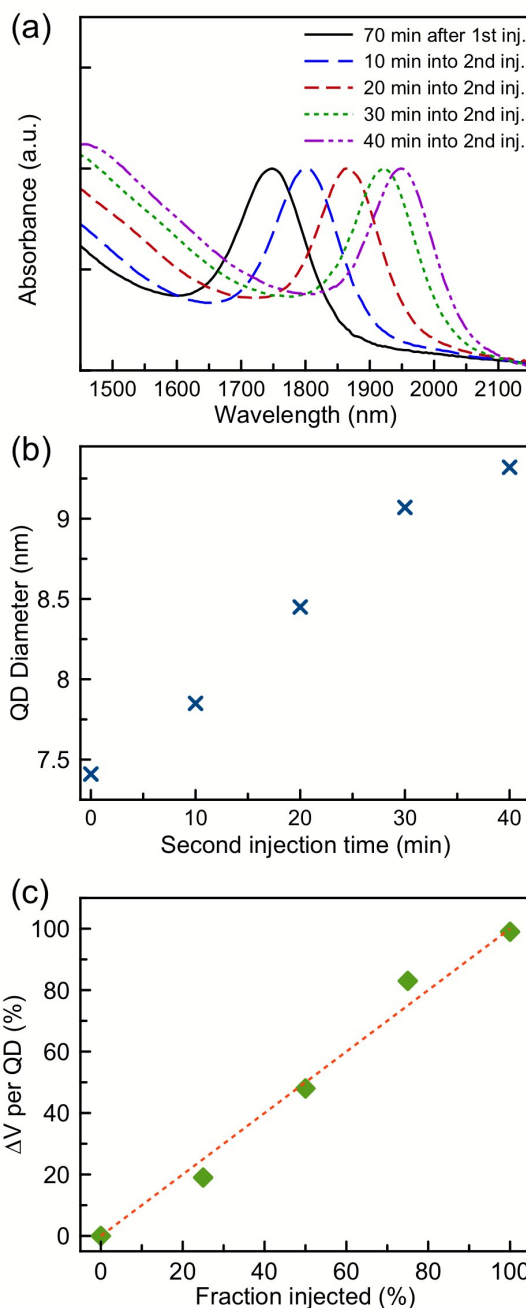 (a)
70 min after 1st inj.
10 min into 2nd inj.
20 min into 2nd inj.
30 min into 2nd inj.
40 min into 2nd inj.
Absorbance (a.u.)
1500 1600 1700 1800 1900 2000 2100
Wavelength (nm)
(b)
9
8.5
8
7.5
QD Diameter (nm)
0 10 20 30 40
Second injection time (min)
(c)
100
80
60
40
20
0
ΔV per QD (%)
0 20 40 60 80 100
Fraction injected (%)